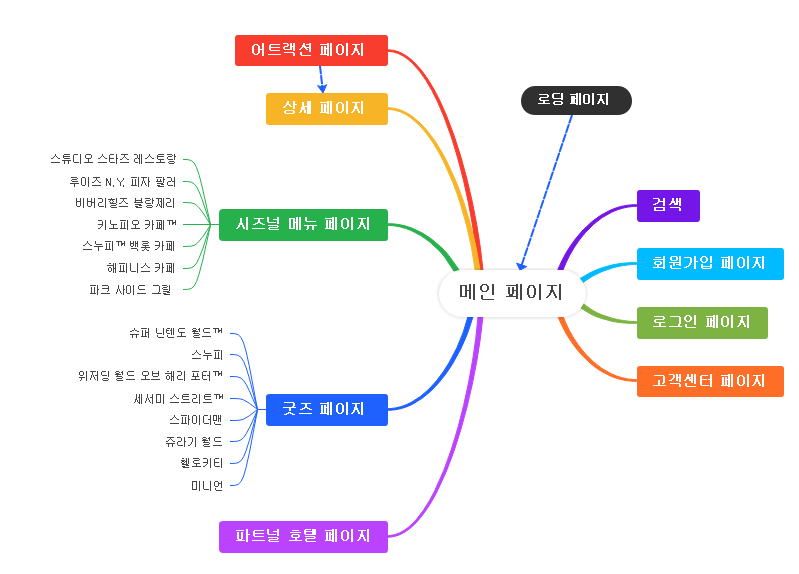 어트랙션 페이지
상세 페이지
로딩 페이지
스튜디오 스타즈 레스토랑
루이즈 N.Y. 피자 팔러
비버리힐즈 블랑제리
키노피오 카페™
스누피™ 백롯 카페
해피니스 카페
파크 사이드 그릴
시즈널 메뉴 페이지
메인 페이지
검색
회원가입 페이지
로그인 페이지
고객센터 페이지
슈퍼 닌텐도 월드™
스누피
위저딩 월드 오브 해리 포터™
세서미 스트리트™
스파이더맨
쥬라기 월드
헬로키티
미니언
굿즈 페이지
파트널 호텔 페이지